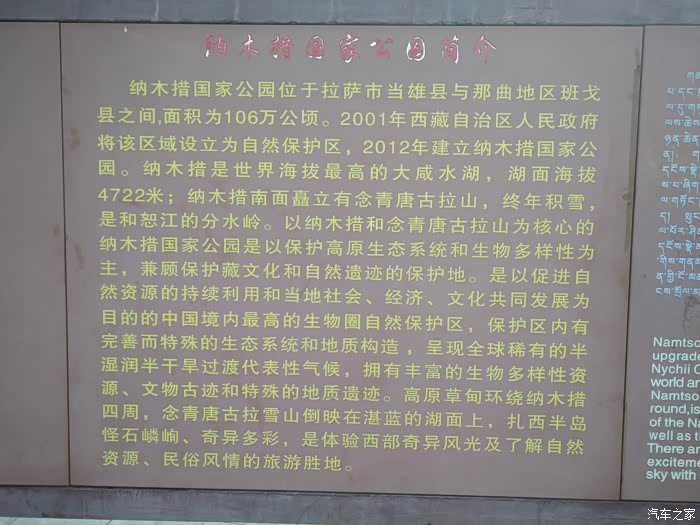 纳木措国家公园简介
纳木措国家公园位于拉萨市当雄县与那曲地区班戈
县之间,面积为106万公顷。2001年西藏自治区人民政府
将该区域设立为自然保护区,2012年建立纳木措国家公
园。纳木措是世界海拔最高的大咸水湖,湖面海拔
4722米;纳木措南面矗立有念青唐古拉山,终年积雪,
是和恕江的分水岭。以纳木措和念青唐古拉山为核心的
纳木措国家公园是以保护高原生态系统和生物多样性为
主,兼顾保护藏文化和自然遗迹的保护地。是以促进自
然资源的持续利用和当地社会、经济、文化共同发展为
目的的中国境内最高的生物圈自然保护区,保护区内有
完善而特殊的生态系统和地质构造,呈现全球稀有的半
湿润半干旱过渡代表性气候,拥有丰富的生物多样性资
源、文物古迹和特殊的地质遗迹。高原草甸环绕纳木措
四周,念青唐古拉雪山倒映在湛蓝的湖面上,扎西半岛
怪石嶙峋、奇异多彩,是体验西部奇异风光及了解自然
资源、民俗风情的旅游胜地。
Namtso
upgrade
Nychii C
world an
Namtso
round,is
of the Na
well as t
There ar
exciteme
sky with
汽车之家